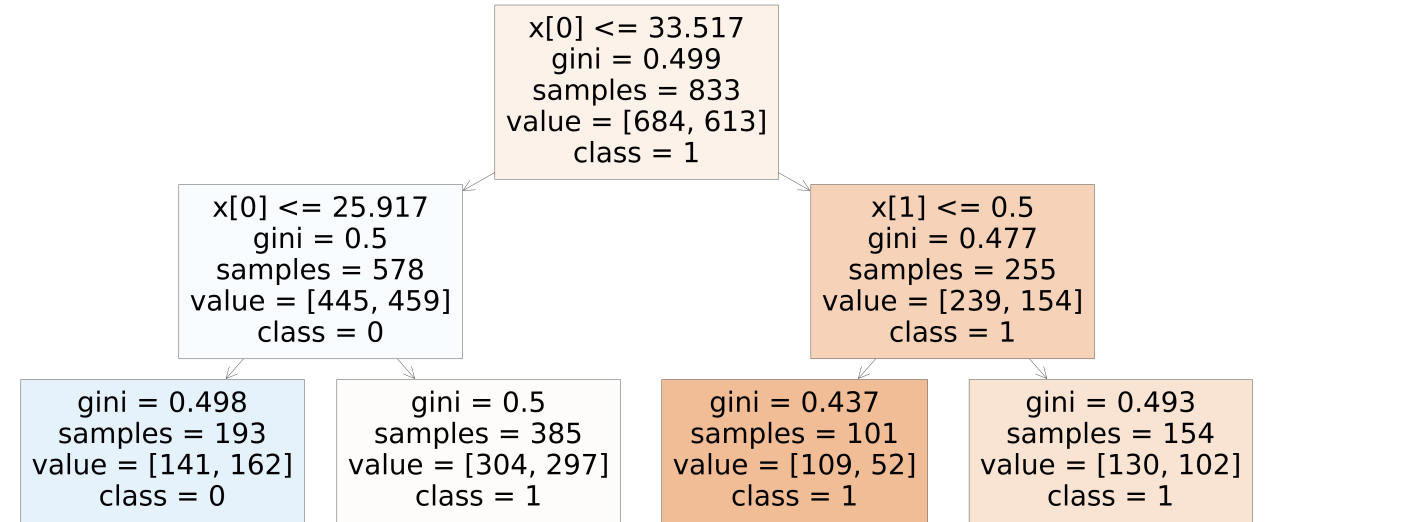 x[0] <= 33.517
gini = 0.499
samples = 833
value = [684, 613]
class = 1
x[0] <= 25.917
gini = 0.5
samples = 578
value = [445, 459]
class = 0
x[1] <= 0.5
gini = 0.477
samples = 255
value = [239, 154]
class = 1
gini = 0.498
samples = 193
value = [141, 162]
class = 0
gini = 0.5
samples = 385
value = [304, 297]
class = 1
gini = 0.437
samples = 101
value = [109, 52]
class = 1
gini = 0.493
samples = 154
value = [130, 102]
class = 1